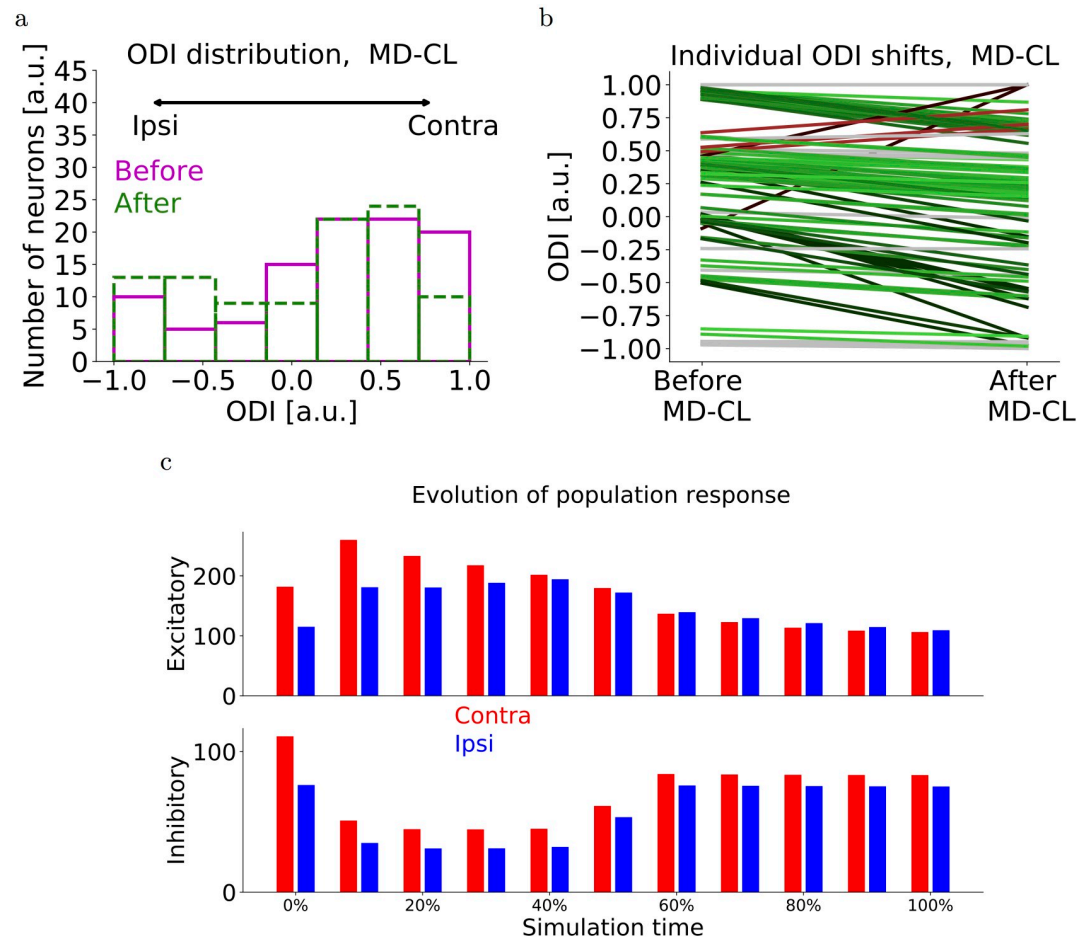 a
ODI distribution, MD-CL
Number of neurons [a.u.]
45
40
35
30
25
20
15
10
5
0
Ipsi
Contra
Before
After
−1.0 −0.5 0.0 0.5 1.0
ODI [a.u.]
b
Individual ODI shifts, MD-CL
ODI [a.u.]
1.00
0.75
0.50
0.25
0.00
−0.25
−0.50
−0.75
−1.00
Before
MD-CL
After
MD-CL
c
Evolution of population response
Excitatory
200
100
0
Contra
Ipsi
Inhibitory
100
0
0% 20% 40% 60% 80% 100%
Simulation time